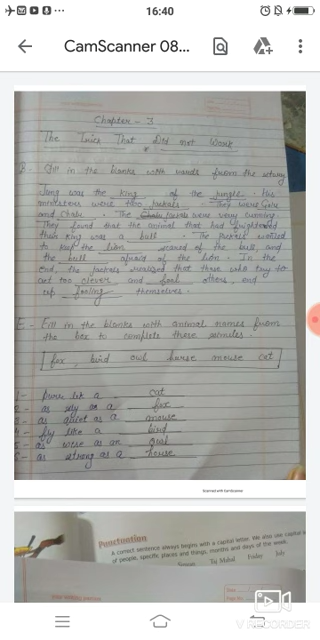 16:40
CamScanner 08...
Chapter - 3
The Trick That Did not Work
B- Fill in the blanks with words from the story
Jang was the king of the jungle. His
ministers were two jackals. They were Golu
and Chalu. The jackals were very cunning.
They found that the animal that had frightened
their king was a bull. The jackals wanted
to keep the lion scared of the bull, and
the bull afraid of the lion. In the
end, the jackals realised that those who try to
act too clever and fool others, end
up fooling themselves.
E- Fill in the blanks with animal names from
the box to complete these similes.
fox, bird owl horse mouse cat
1- purr like a cat
2- as sly as a fox
3- as quiet as a mouse
4- fly like a bird
5- as wise as an owl
6- as strong as a house
Scanned with CamScanner
Punctuation
A correct sentence always begins with a capital letter. We also use capital
of people, specific places and things, months and days of the week.
Taj Mahal Friday July
VIRECORDER